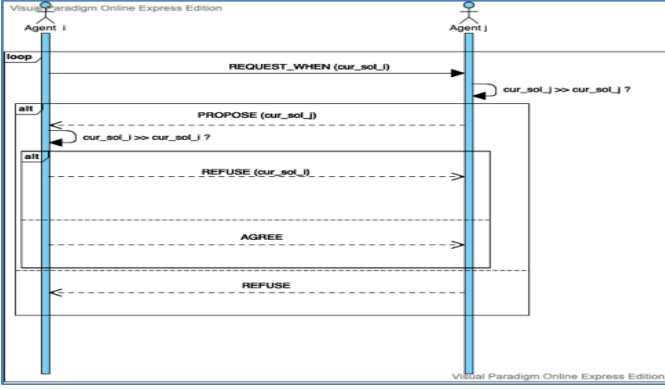 Visual Paradigm Online Express Edition
Agent i
Agent j
loop
REQUEST_WHEN (cur_sol_i)
cur_sol_j >> cur_sol_j ?
alt
PROPOSE (cur_sol_j)
cur_sol_i >> cur_sol_i ?
alt
REFUSE (cur_sol_i)
AGREE
REFUSE
Visual Paradigm Online Express Edition